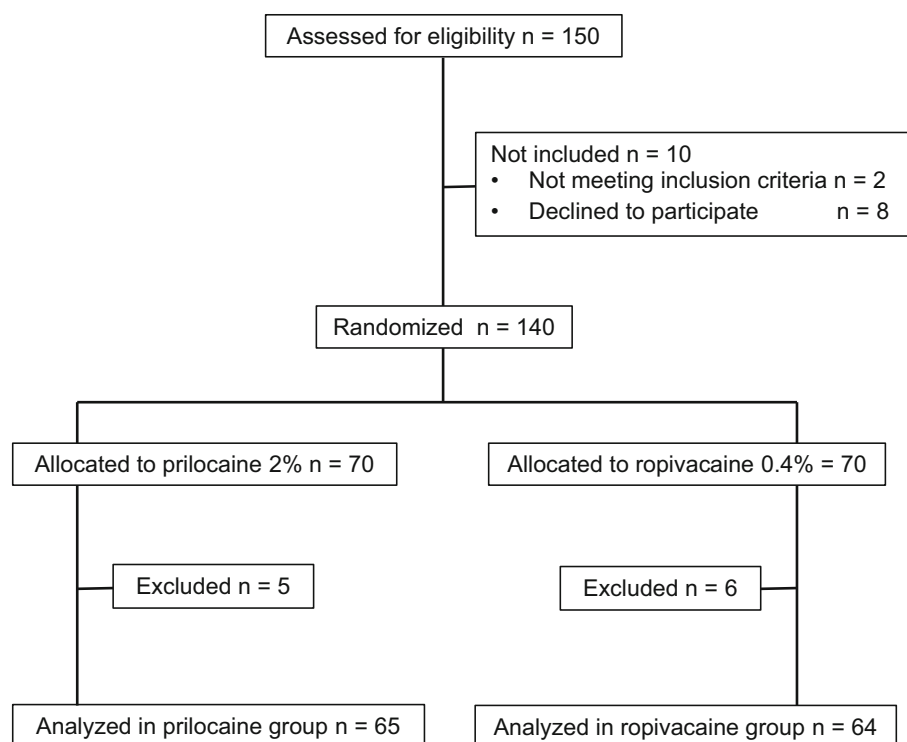 Assessed for eligibility n = 150
Not included n = 10
• Not meeting inclusion criteria n = 2
• Declined to participate n = 8
Randomized n = 140
Allocated to prilocaine 2% n = 70
Allocated to ropivacaine 0.4% = 70
Excluded n = 5
Excluded n = 6
Analyzed in prilocaine group n = 65
Analyzed in ropivacaine group n = 64